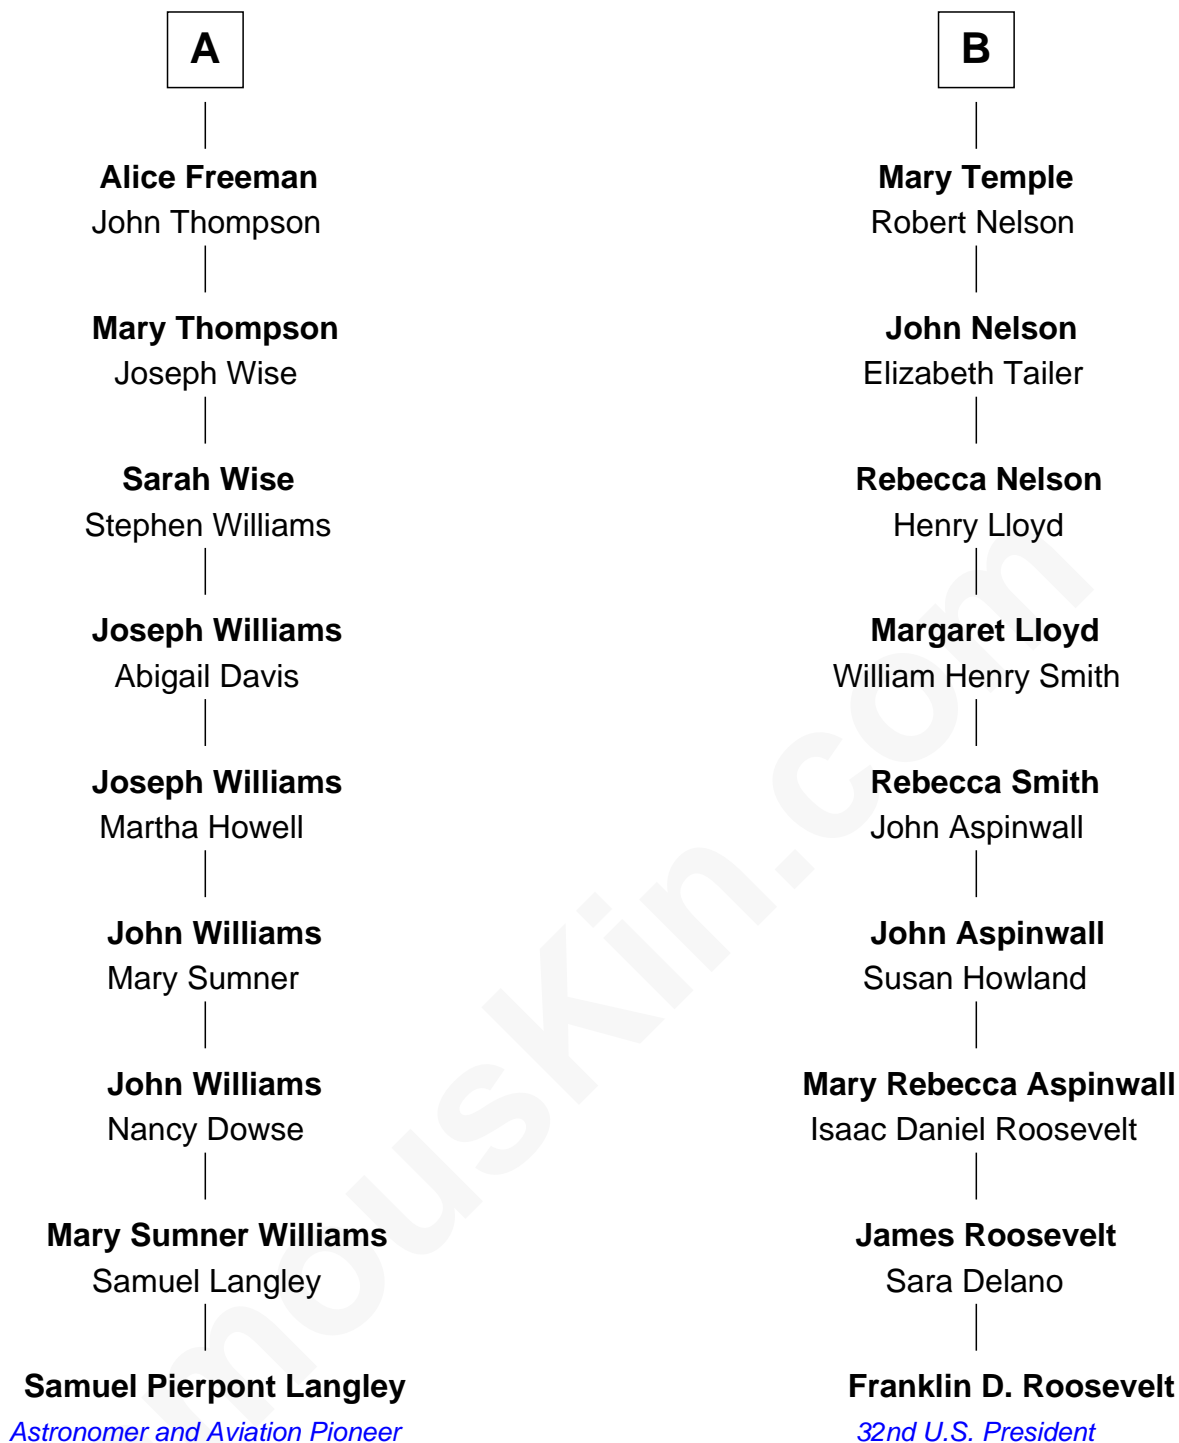 A
Alice Freeman
John Thompson
Mary Thompson
Joseph Wise
Sarah Wise
Stephen Williams
Joseph Williams
Abigail Davis
Joseph Williams
Martha Howell
John Williams
Mary Sumner
John Williams
Nancy Dowse
Mary Sumner Williams
Samuel Langley
Samuel Pierpont Langley
Astronomer and Aviation Pioneer
B
Mary Temple
Robert Nelson
John Nelson
Elizabeth Tailer
Rebecca Nelson
Henry Lloyd
Margaret Lloyd
William Henry Smith
Rebecca Smith
John Aspinwall
John Aspinwall
Susan Howland
Mary Rebecca Aspinwall
Isaac Daniel Roosevelt
James Roosevelt
Sara Delano
Franklin D. Roosevelt
32nd U.S. President
mousKin.com